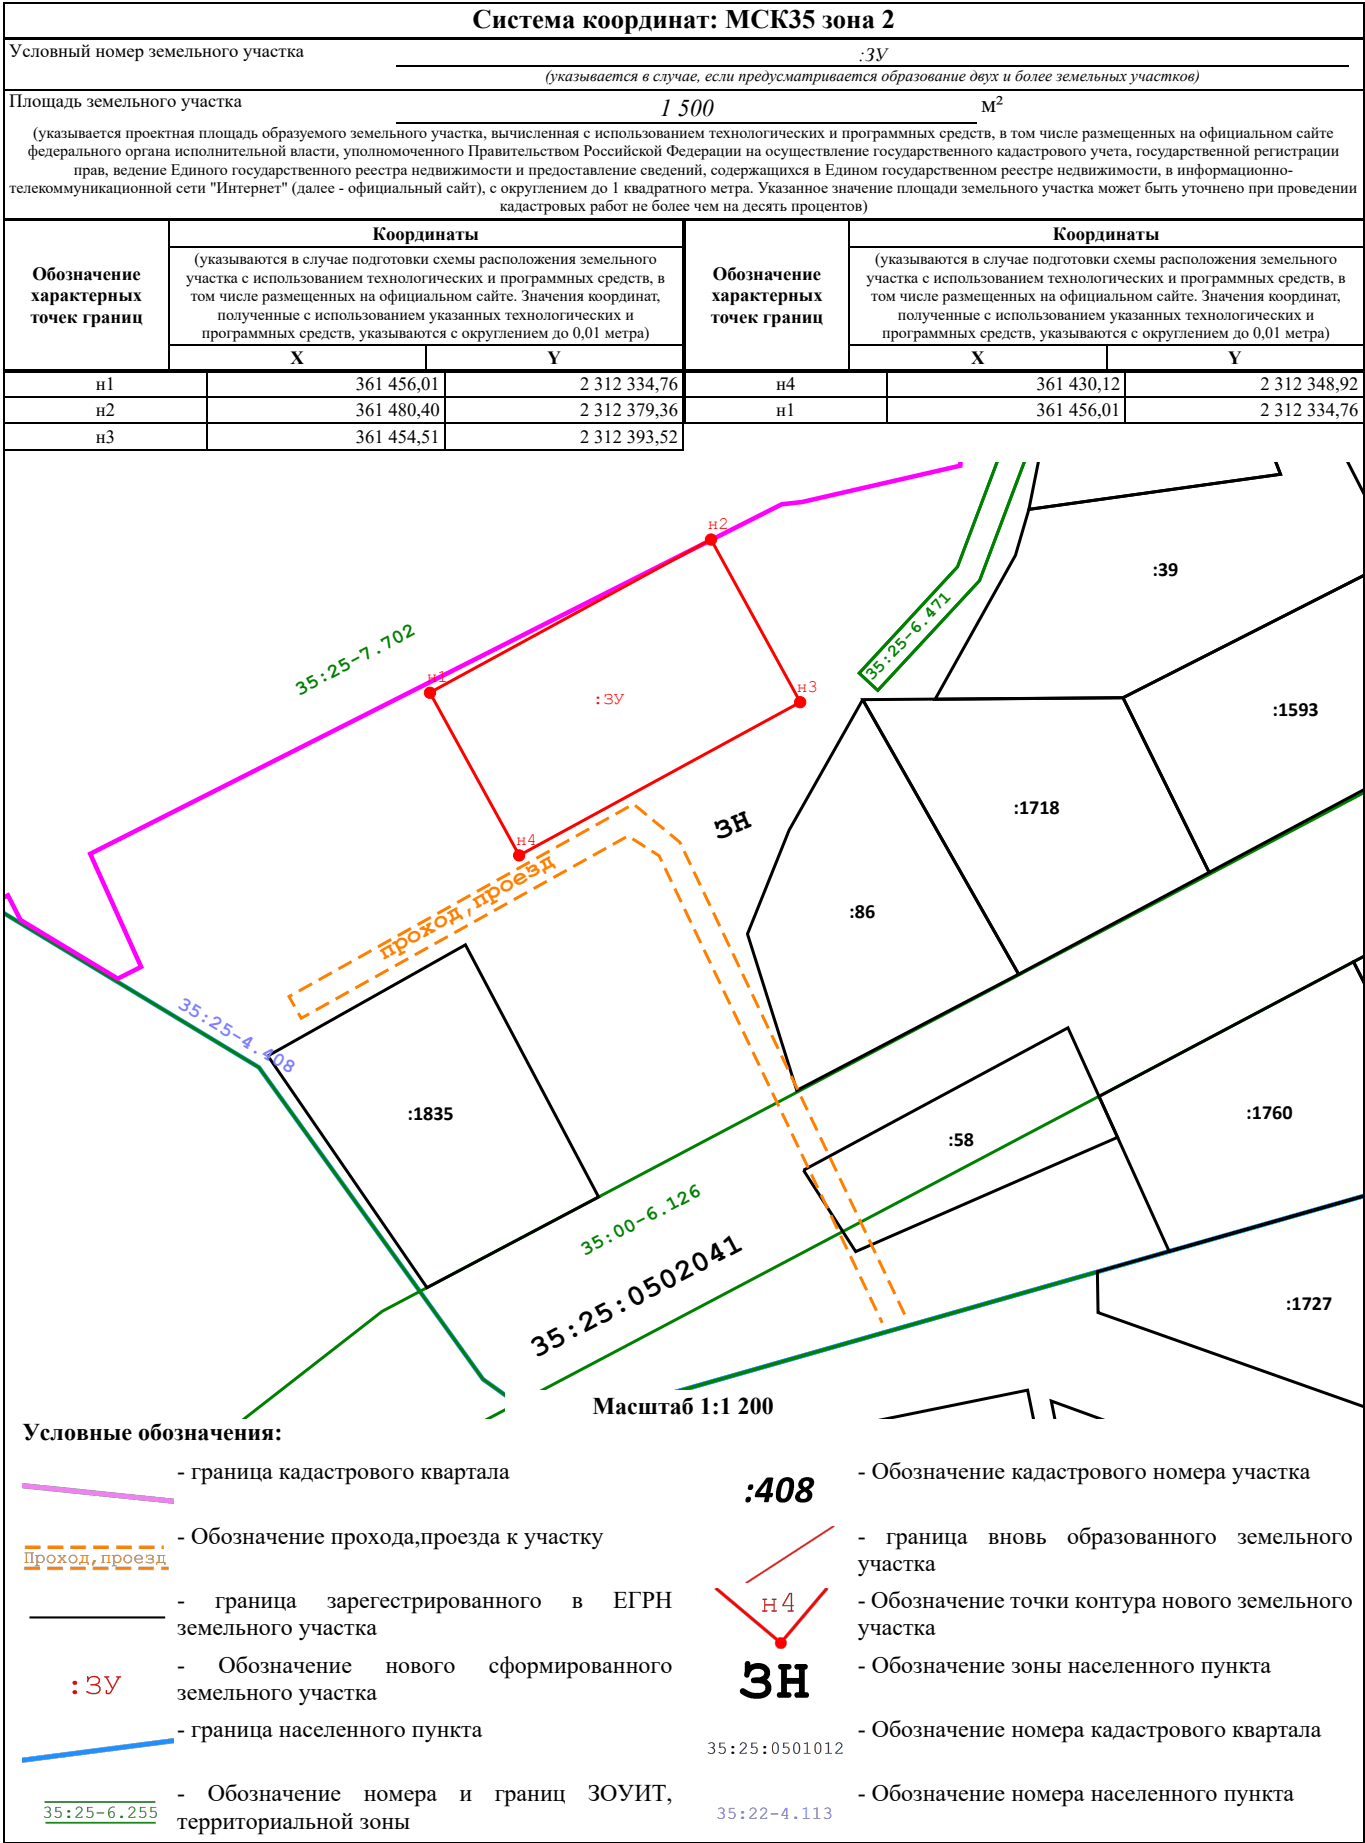 Система координат: МСК35 зона 2
Условный номер земельного участка
:ЗУ
(указывается в случае, если предусматривается образование двух и более земельных участков)
Площадь земельного участка
1 500
м²
(указывается проектная площадь образуемого земельного участка, вычисленная с использованием технологических и программных средств, в том числе размещенных на официальном сайте
федерального органа исполнительной власти, уполномоченного Правительством Российской Федерации на осуществление государственного кадастрового учета, государственной регистрации
прав, ведение Единого государственного реестра недвижимости и предоставление сведений, содержащихся в Едином государственном реестре недвижимости, в информационно-
телекоммуникационной сети "Интернет" (далее - официальный сайт), с округлением до 1 квадратного метра. Указанное значение площади земельного участка может быть уточнено при проведении
кадастровых работ не более чем на десять процентов)
Обозначение
характерных
точек границ
Координаты
(указываются в случае подготовки схемы расположения земельного
участка с использованием технологических и программных средств, в
том числе размещенных на официальном сайте. Значения координат,
полученные с использованием указанных технологических и
программных средств, указываются с округлением до 0,01 метра)
X Y
Обозначение
характерных
точек границ
Координаты
(указываются в случае подготовки схемы расположения земельного
участка с использованием технологических и программных средств, в
том числе размещенных на официальном сайте. Значения координат,
полученные с использованием указанных технологических и
программных средств, указываются с округлением до 0,01 метра)
X Y
н1 361 456,01 2 312 334,76 н4 361 430,12 2 312 348,92
н2 361 480,40 2 312 379,36 н1 361 456,01 2 312 334,76
н3 361 454,51 2 312 393,52
н2
:39
35:25-6.471
35:25-7.702
н1
:ЗУ
н3
:1593
:1718
ЗН
н4
проход,проезд
:86
35:25-4.408
:1835
:58
:1760
35:00-6.126
35:25:0502041
:1727
Масштаб 1:1 200
Условные обозначения:
- граница кадастрового квартала
:408
- Обозначение кадастрового номера участка
Проход,проезд
- Обозначение прохода,проезда к участку
- граница вновь образованного земельного
участка
- граница зарегестрированного в ЕГРН
земельного участка
н4
- Обозначение точки контура нового земельного
участка
:ЗУ
- Обозначение нового сформированного
земельного участка
ЗН
- Обозначение зоны населенного пункта
- граница населенного пункта
35:25:0501012
- Обозначение номера кадастрового квартала
35:25-6.255
- Обозначение номера и границ ЗОУИТ,
территориальной зоны
35:22-4.113
- Обозначение номера населенного пункта